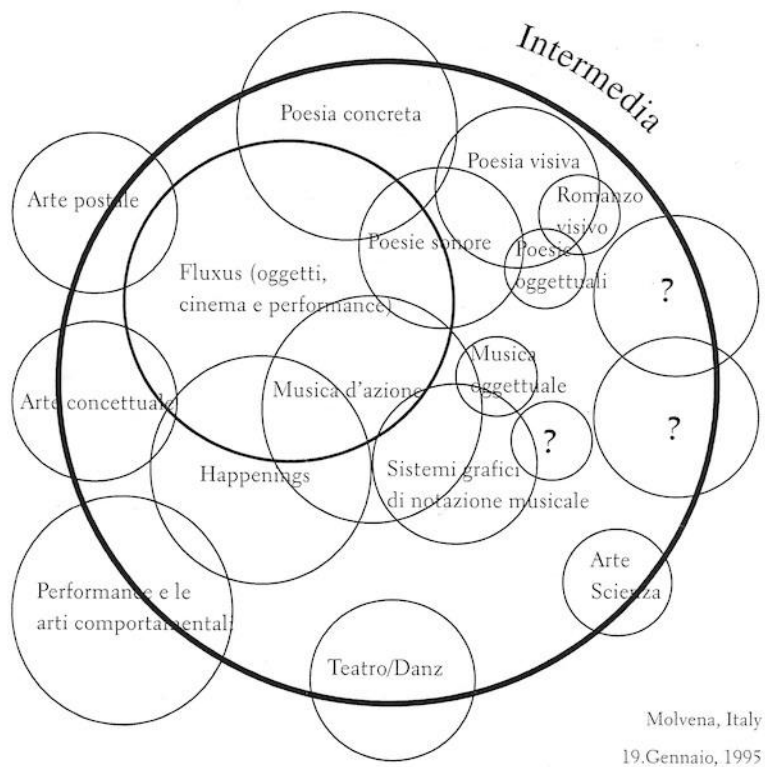 Intermedia
Poesia concreta
Poesia visiva
Arte postale
Romanzo
visivo
Poesie sonore
Poesie
oggettuali
Fluxus (oggetti,
cinema e performance)
?
Musica
oggettuale
Musica d'azione
Arte concettuale
?
?
Happenings
Sistemi grafici
di notazione musicale
Arte
Scienza
Performance e le
arti comportamentali
Teatro/Danz
Molvena, Italy
19.Gennaio, 1995